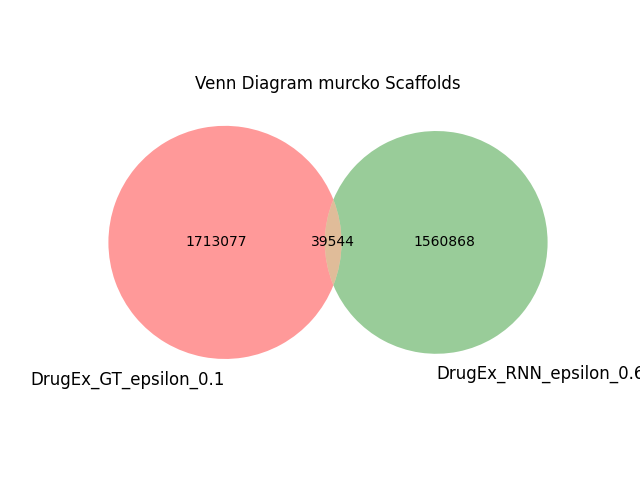 Venn Diagram murcko Scaffolds
1713077
39544
1560868
DrugEx_GT_epsilon_0.1
DrugEx_RNN_epsilon_0.6